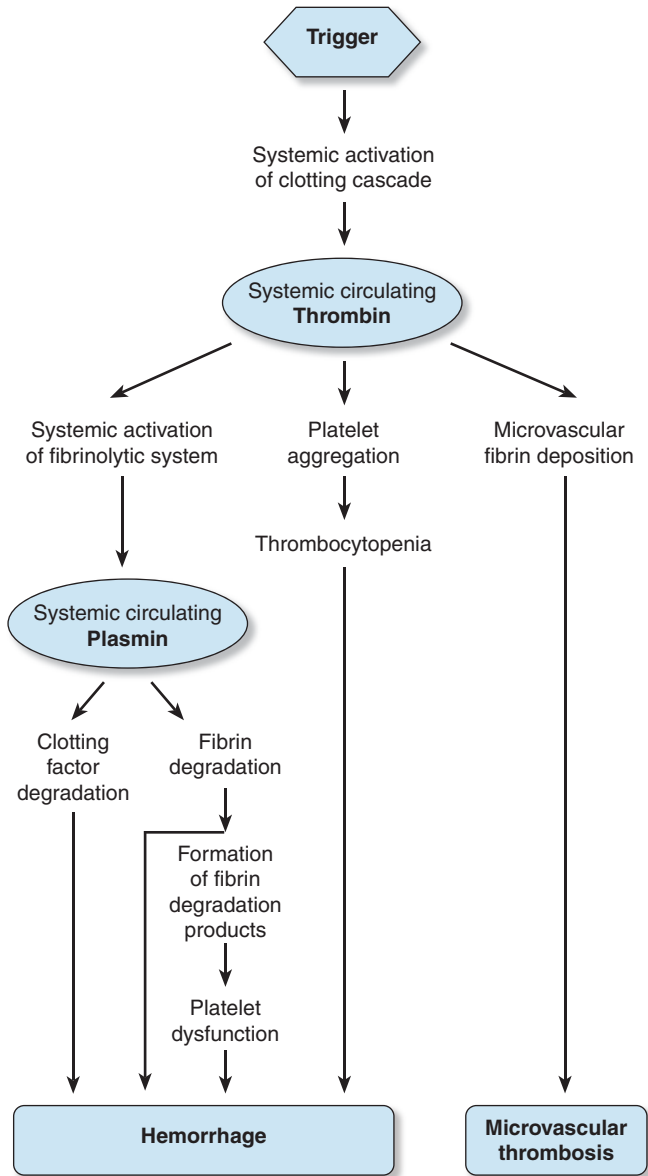 Trigger
Systemic activation
of clotting cascade
Systemic circulating
Thrombin
Systemic activation
of fibrinolytic system
Platelet
aggregation
Microvascular
fibrin deposition
Thrombocytopenia
Systemic circulating
Plasmin
Clotting
factor
degradation
Fibrin
degradation
Formation
of fibrin
degradation
products
Platelet
dysfunction
Hemorrhage
Microvascular
thrombosis